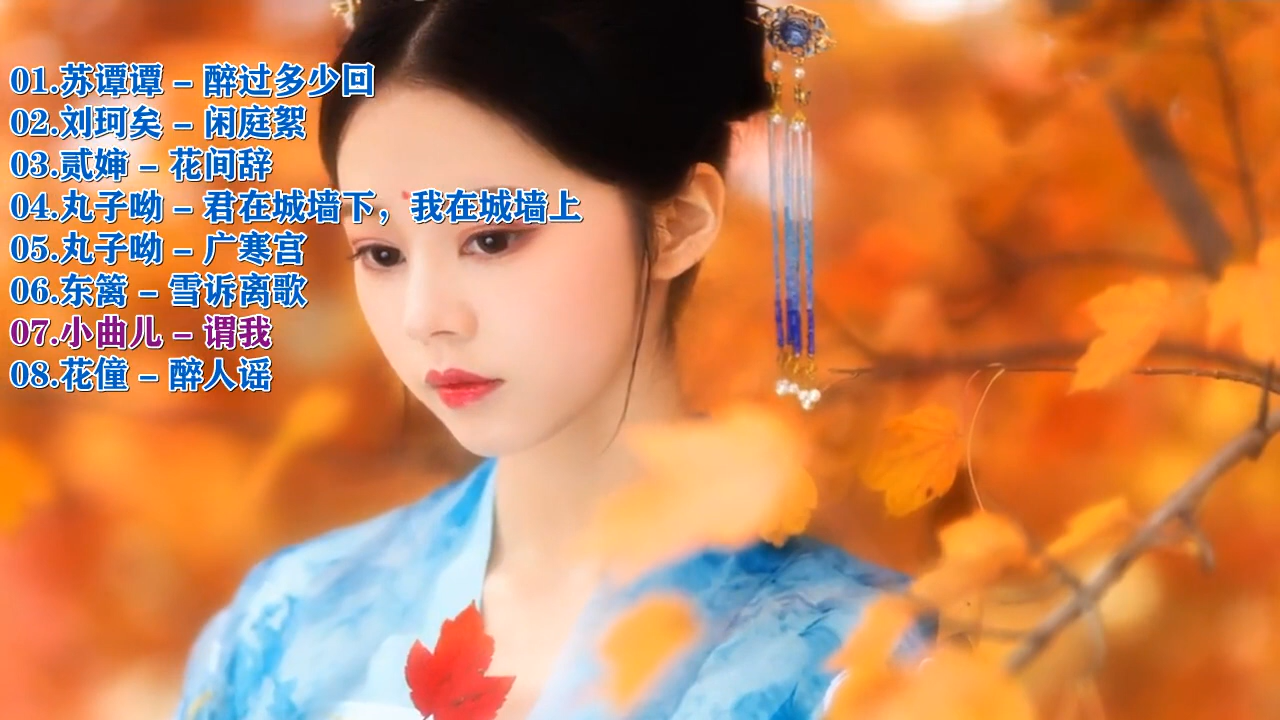 01.苏谭谭 – 醉过多少回
02.刘珂矣 – 闲庭絮
03.贰婶 – 花间辞
04.丸子呦 – 君在城墙下，我在城墙上
05.丸子呦 – 广寒宫
06.东篱 – 雪诉离歌
07.小曲儿 – 谓我
08.花僮 – 醉人谣